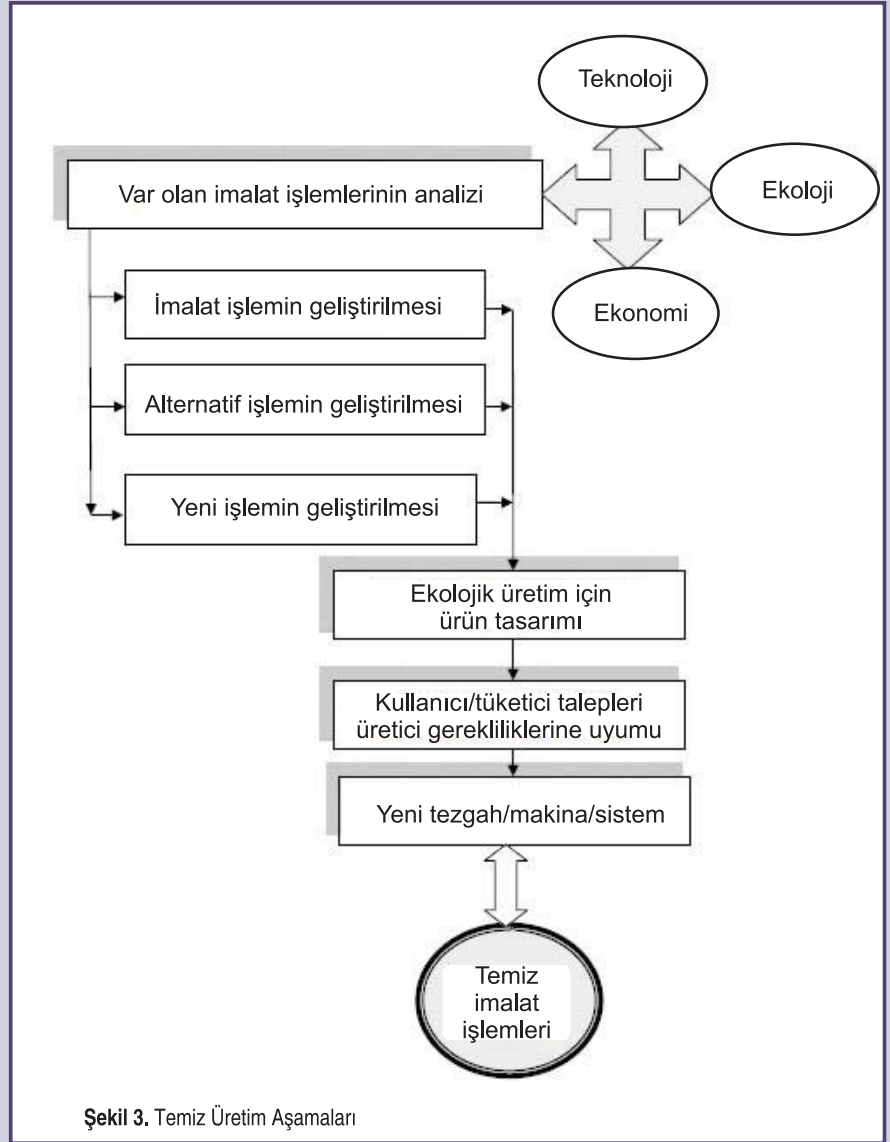 Teknoloji
Var olan imalat işlemlerinin analizi
Ekoloji
İmalat işlemin geliştirilmesi
Ekonomi
Alternatif işlemin geliştirilmesi
Yeni işlemin geliştirilmesi
Ekolojik üretim için
ürün tasarımı
Kullanıcı/tüketici talepleri
üretici gerekliliklerine uyumu
Yeni tezgah/makina/sistem
Temiz
imalat
işlemleri
Şekil 3. Temiz Üretim Aşamaları